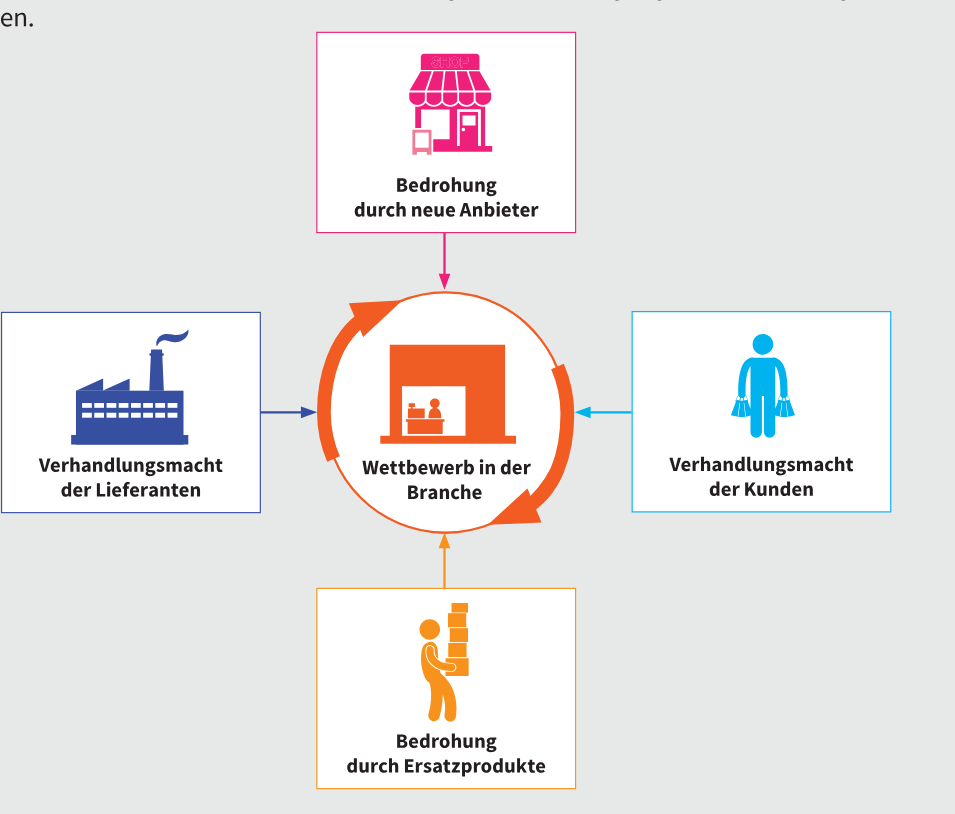 en.
SHOP
Bedrohung
durch neue Anbieter
Verhandlungsmacht
der Lieferanten
Wettbewerb in der
Branche
Verhandlungsmacht
der Kunden
Bedrohung
durch Ersatzprodukte